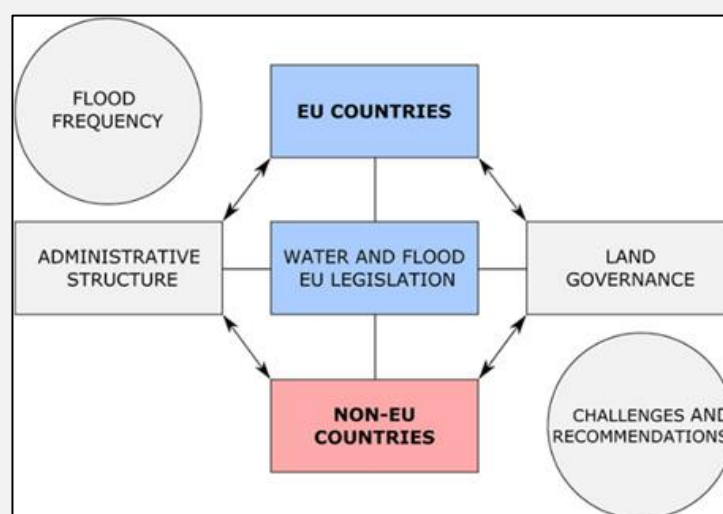 FLOOD
FREQUENCY
EU COUNTRIES
ADMINISTRATIVE
STRUCTURE
WATER AND FLOOD
EU LEGISLATION
LAND
GOVERNANCE
NON-EU
COUNTRIES
CHALLENGES AND
RECOMMENDATIONS